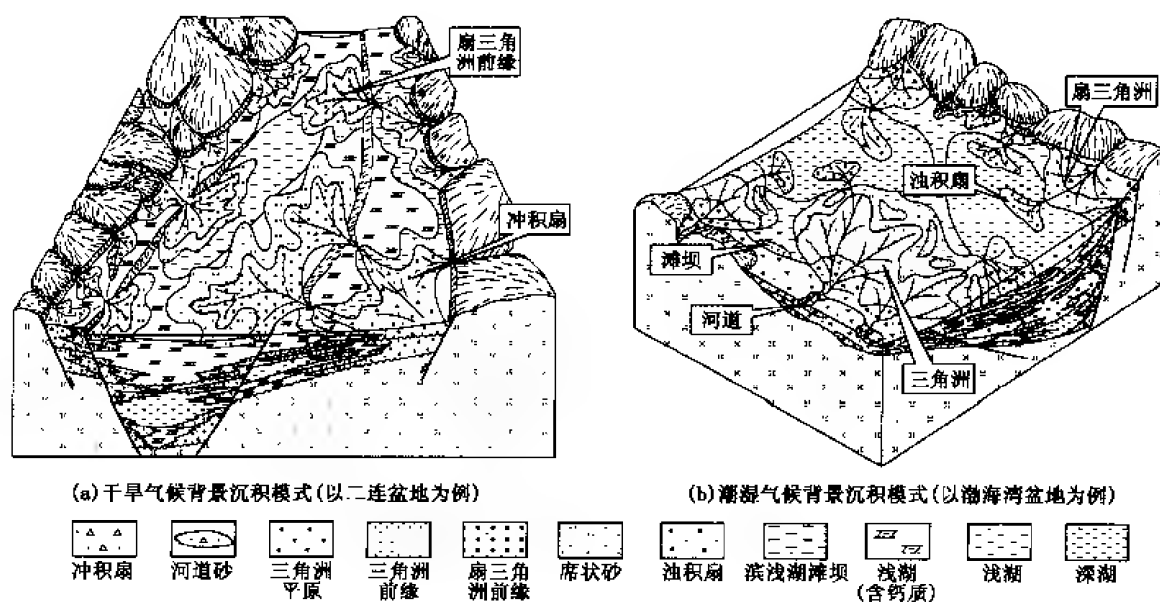 扇三角
洲前缘
冲积扇
扇三角洲
浊积扇
滩坝
河道
三角洲
(a)干旱气候背景沉积模式(以二连盆地为例)
(b)潮湿气候背景沉积模式(以渤海湾盆地为例)
冲积扇
河道砂
三角洲
平原
三角洲
前缘
扇三角
洲前缘
席状砂
浊积扇
滨浅湖滩坝
浅湖
(含钙质)
浅湖
深湖